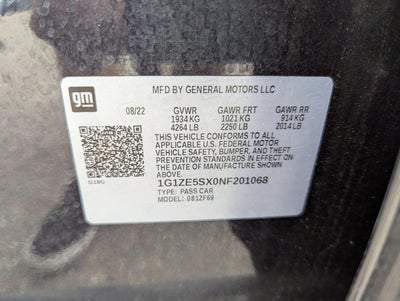 gm
MFD BY GENERAL MOTORS LLC
08/22 GVWR GAWR FRT GAWR RR
1934 KG 1021 KG 914 KG
4264 LB 2250 LB 2014 LB
THIS VEHICLE CONFORMS TO ALL
APPLICABLE U.S. FEDERAL MOTOR
VEHICLE SAFETY, BUMPER, AND THEFT
PREVENTION STANDARDS IN EFFECT ON
THE DATE OF MANUFACTURE SHOWN ABOVE.
G18G 1G1ZE5SX0NF201068
TYPE: PASS CAR
MODEL: 0B1ZF69